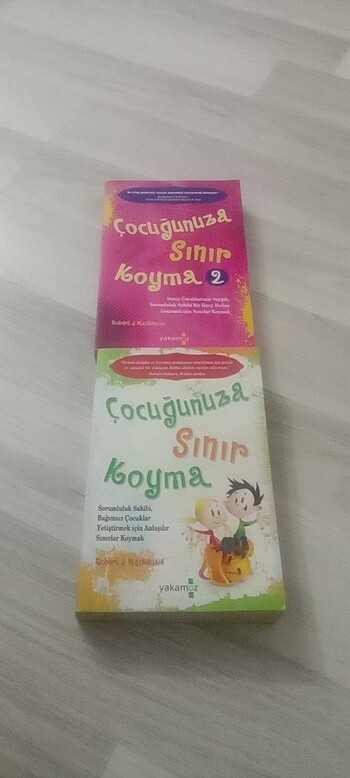 Çocuğunuza
Sınır
Koyma 2
İnatçı Çocuklarınızı Saygılı,
Sorumluluk Sahibi Bir Birey Haline
Getirmek için Sınırlar Koymak
Robert J. MacKenzie
yakamoz
Çocuğunuza
Sınır
Koyma
Sorumluluk Sahibi,
Bağımsız Çocuklar
Yetiştirmek için Anlaşılır
Sınırlar Koymak
Robert J. MacKenzie
yakamoz